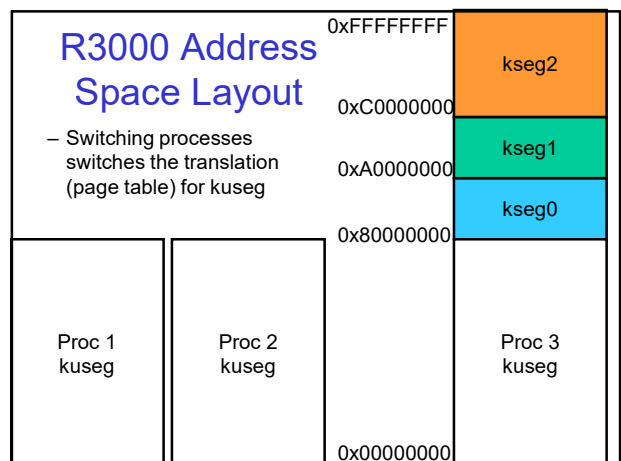 R3000 Address
Space Layout
– Switching processes
switches the translation
(page table) for kuseg
0xFFFFFFFF
kseg2
0xC0000000
kseg1
0xA0000000
kseg0
0x80000000
Proc 1
kuseg
Proc 2
kuseg
Proc 3
kuseg
0x00000000